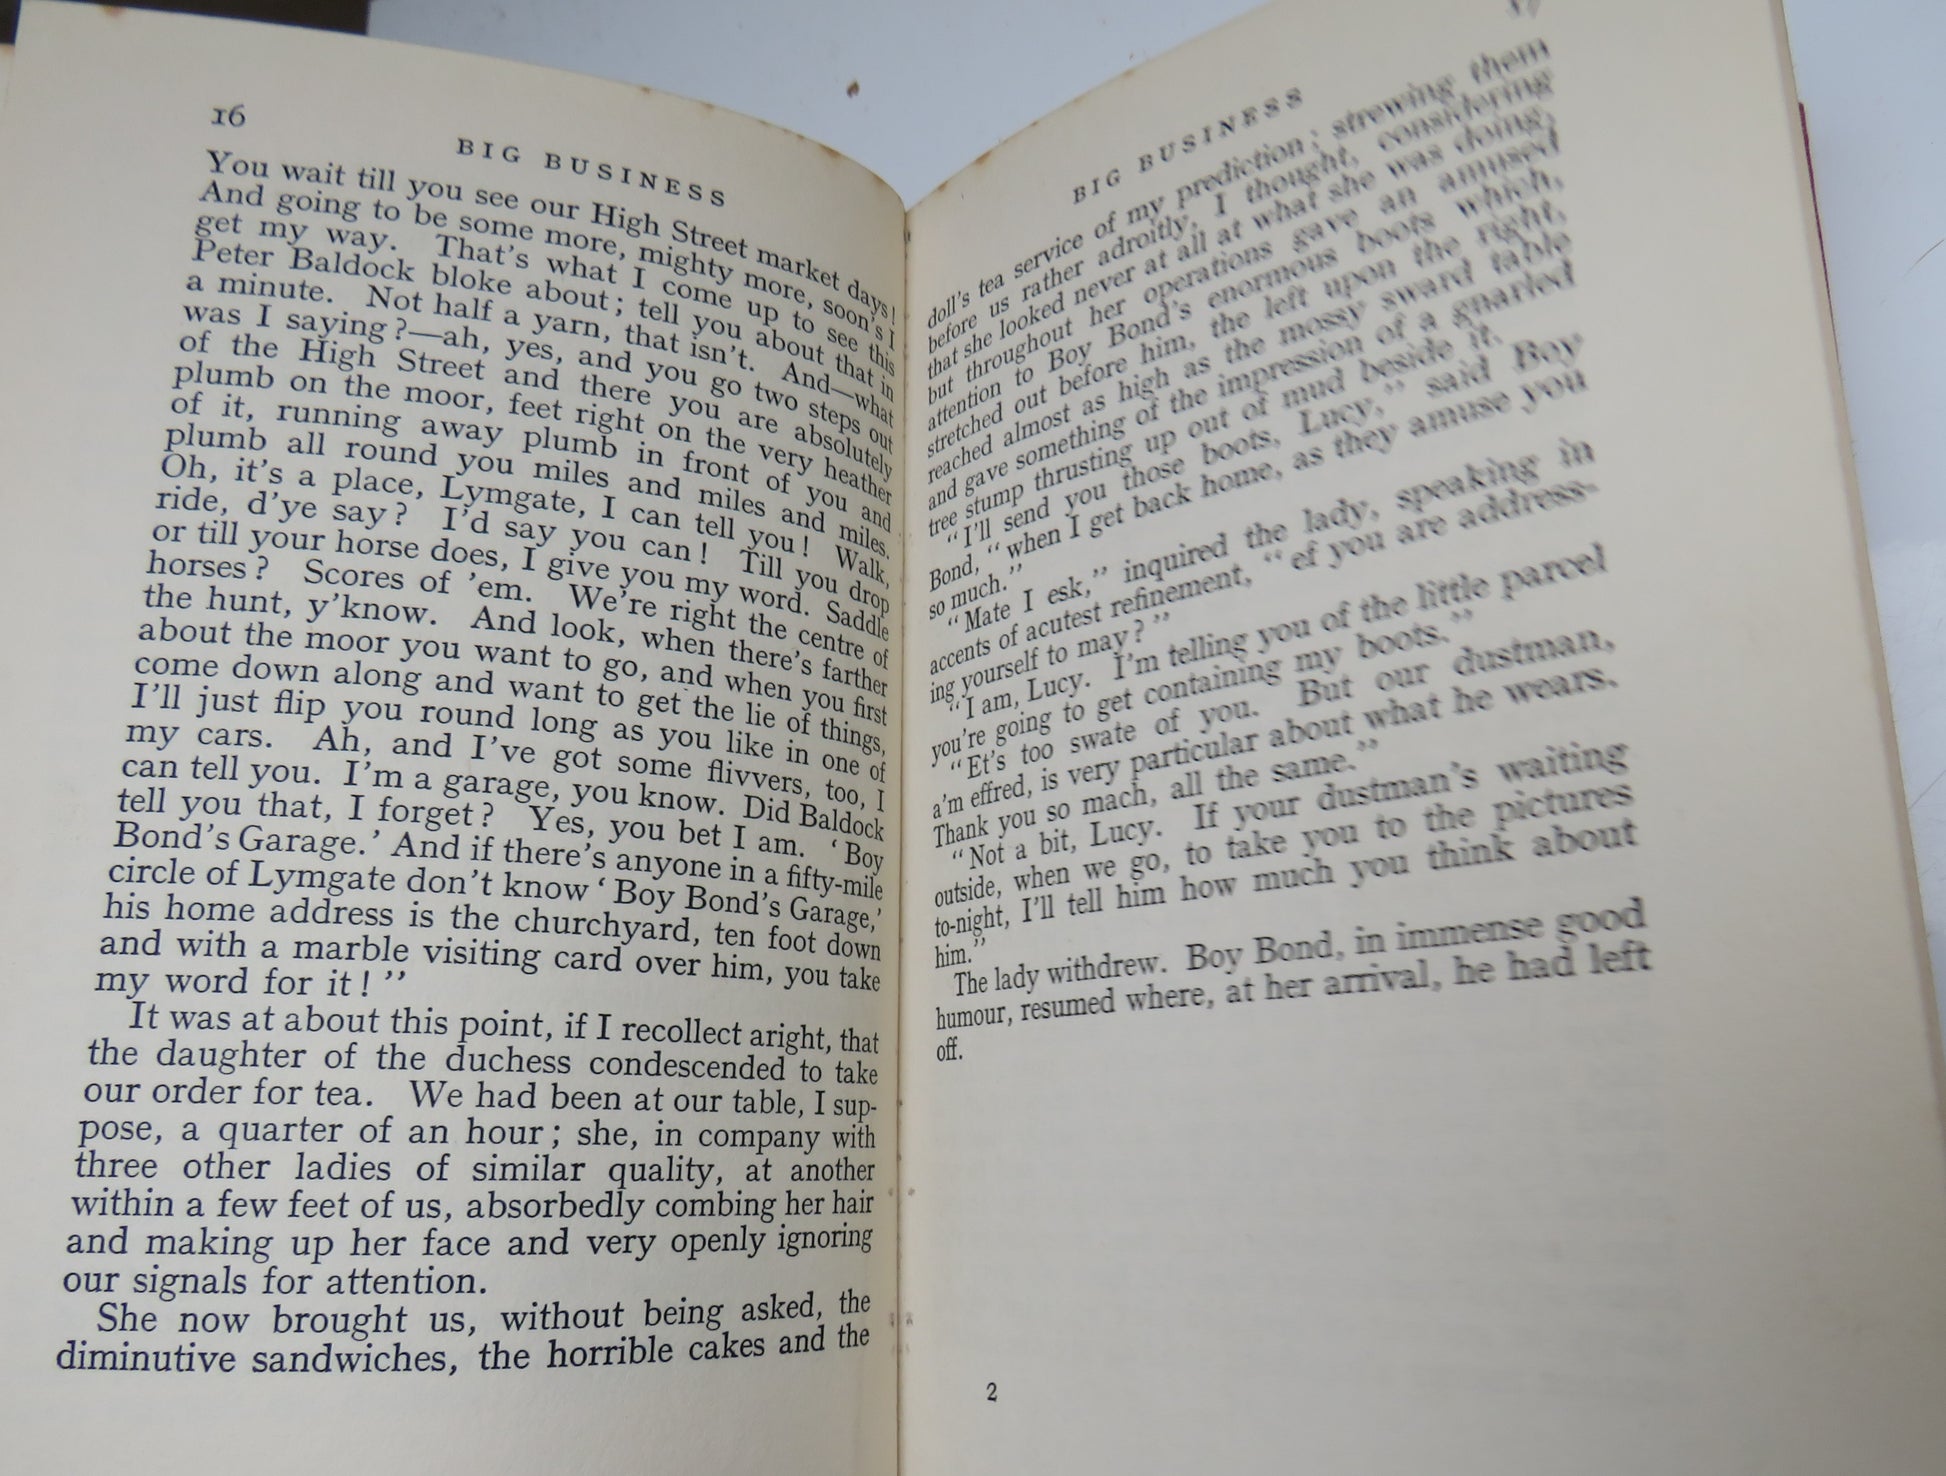 16
BIG BUSINESS
You wait till you see our High Street market days!
And going to be some more, mighty more, soon's I
get my way. That's what I come up to see this
Peter Baldock bloke about; tell you about that in
a minute. Not half a yarn, that isn't. And—what
was I saying?—ah, yes, and you go two steps out
of the High Street and there you are absolutely
plumb on the moor, feet right on the very heather
of it, running away plumb in front of you and
plumb all round you miles and miles and miles.
Oh, it's a place, Lymgate, I can tell you! Walk,
ride, d'ye say? I'd say you can! Till you drop
or till your horse does, I give you my word. Saddle
horses? Scores of 'em. We're right the centre of
the hunt, y'know. And look, when there's farther
about the moor you want to go, and when you first
come down along and want to get the lie of things,
I'll just flip you round long as you like in one of
my cars. Ah, and I've got some flivvers, too, I
can tell you. I'm a garage, you know. Did Baldock
tell you that, I forget? Yes, you bet I am. ‘Boy
Bond's Garage.’ And if there's anyone in a fifty-mile
circle of Lymgate don't know ‘Boy Bond's Garage,’
his home address is the churchyard, ten foot down
and with a marble visiting card over him, you take
my word for it!”
It was at about this point, if I recollect aright, that
the daughter of the duchess condescended to take
our order for tea. We had been at our table, I sup-
pose, a quarter of an hour; she, in company with
three other ladies of similar quality, at another
within a few feet of us, absorbedly combing her hair
and making up her face and very openly ignoring
our signals for attention.
She now brought us, without being asked, the
diminutive sandwiches, the horrible cakes and the
BIG BUSINESS
doll's tea service of my prediction; strewing them
before us rather adroitly, I thought, considering
that she looked never at all at what she was doing,
but throughout her operations gave an amused
attention to Boy Bond's enormous boots which,
stretched out before him, the left upon the right,
reached almost as high as the mossy sward table
and gave something of the impression of a gnarled
tree stump thrusting up out of mud beside it.
“I'll send you those boots, Lucy,” said Boy
Bond, “when I get back home, as they amuse you
so much.”
“Mate I esk,” inquired the lady, speaking in
accents of acutest refinement, “ef you are address-
ing yourself to may?”
“I am, Lucy. I'm telling you of the little parcel
you're going to get containing my boots.”
“Et's too swate of you. But our dustman,
a'm effred, is very particular about what he wears.
Thank you so mach, all the same.”
“Not a bit, Lucy. If your dustman's waiting
outside, when we go, to take you to the pictures
to-night, I'll tell him how much you think about
him.”
The lady withdrew. Boy Bond, in immense good
humour, resumed where, at her arrival, he had left
off.
2